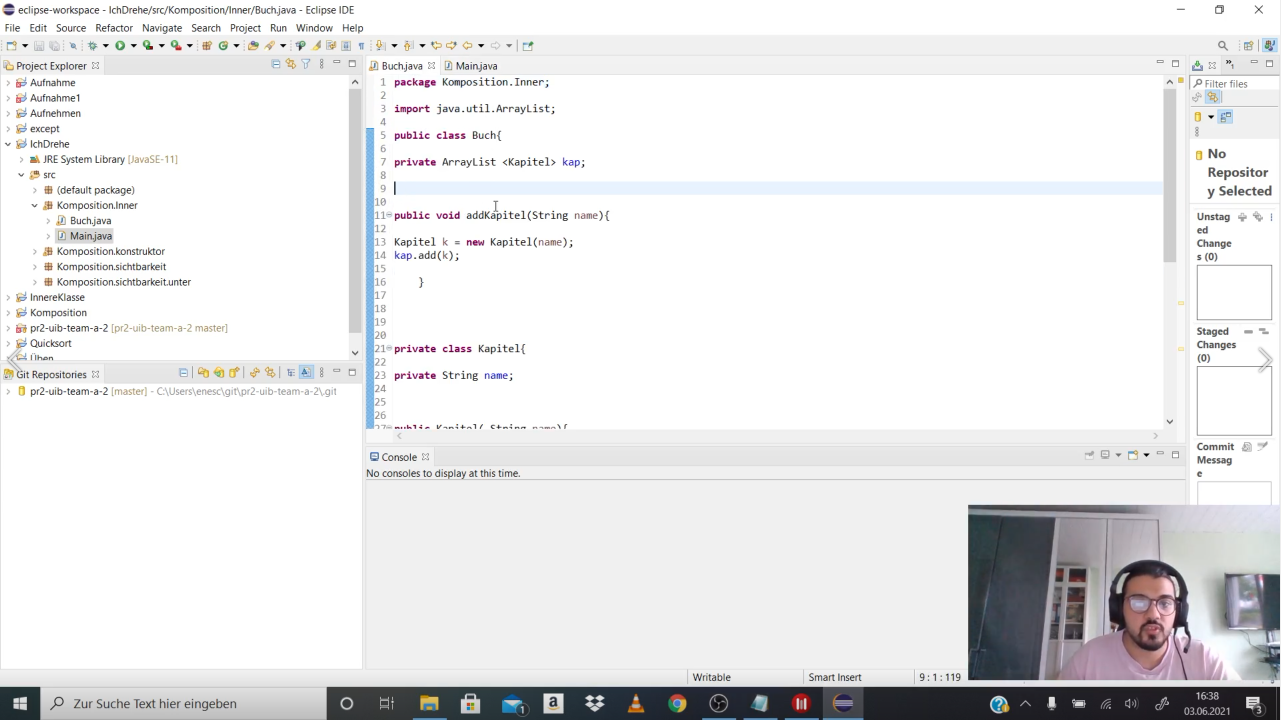 eclipse-workspace - IchDrehe/src/Komposition/Inner/Buch.java - Eclipse IDE
File Edit Source Refactor Navigate Search Project Run Window Help
Project Explorer
Aufnahme
Aufnahme1
Aufnehmen
except
IchDrehe
JRE System Library [JavaSE-11]
src
(default package)
Komposition.Inner
Buch.java
Main.java
Komposition.konstruktor
Komposition.sichtbarkeit
Komposition.sichtbarkeit.unter
InnereKlasse
Komposition
pr2-uib-team-a-2 [pr2-uib-team-a-2 master]
Quicksort
Üben
Git Repositories
pr2-uib-team-a-2 [master] - C:\Users\enesc\git\pr2-uib-team-a-2\.git
Buch.java Main.java
1 package Komposition.Inner;
2
3 import java.util.ArrayList;
4
5 public class Buch{
6
7 private ArrayList <Kapitel> kap;
8
9
10
11 public void addKapitel(String name){
12
13 Kapitel k = new Kapitel(name);
14 kap.add(k);
15
16 }
17
18
19
20
21 private class Kapitel{
22
23 private String name;
24
25
26
27 public Kapitel( String name){
Console
No consoles to display at this time.
Filter files
No
Repositor
y Selected
Unstag
ed
Change
s (0)
Staged
Changes
(0)
Commit
Messag
e
Writable Smart Insert 9 : 1 : 119
Zur Suche Text hier eingeben
16:38
03.06.2021